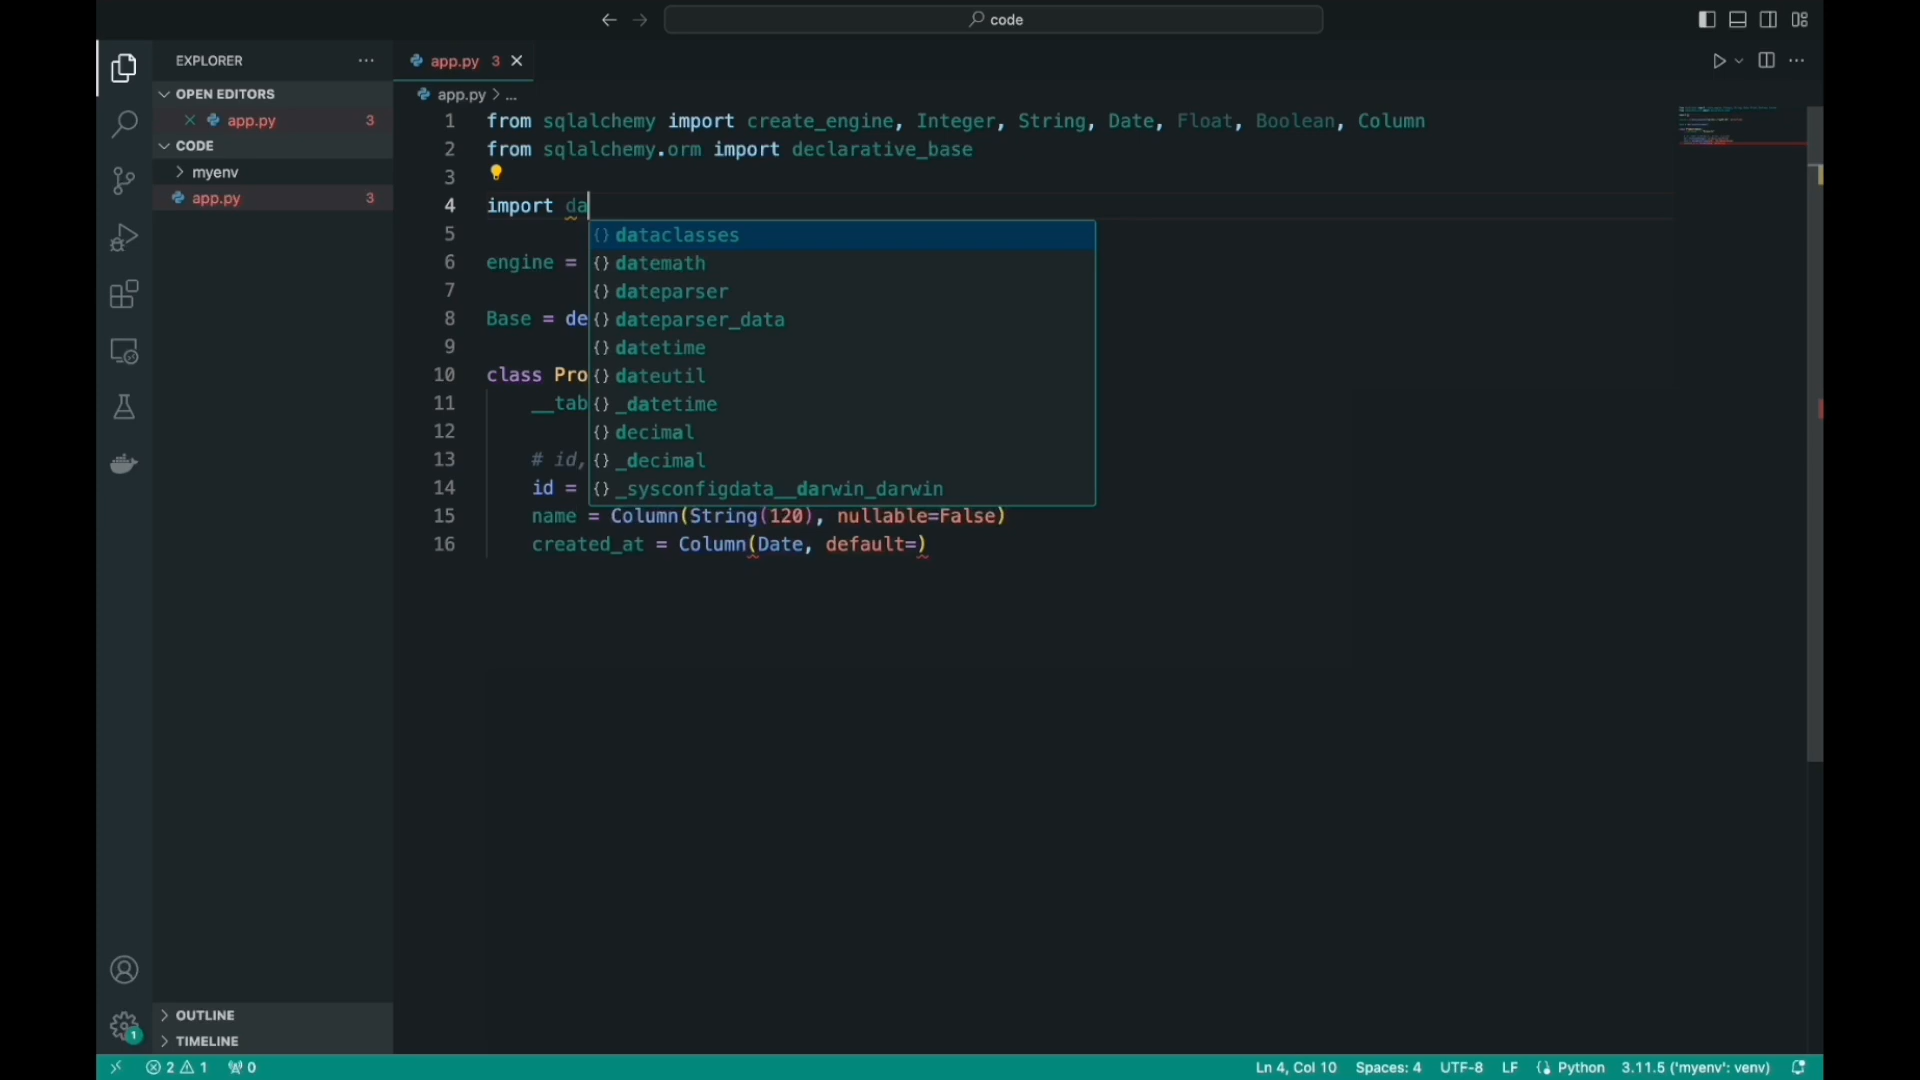 code
EXPLORER
OPEN EDITORS
app.py 3
CODE
myenv
app.py 3
OUTLINE
TIMELINE
app.py 3
app.py > ...
1 from sqlalchemy import create_engine, Integer, String, Date, Float, Boolean, Column
2 from sqlalchemy.orm import declarative_base
3
4 import da
5
6 engine =
7
8 Base = de
9
10 class Pro
11 __tab
12
13 # id,
14 id =
15 name = Column(String(120), nullable=False)
16 created_at = Column(Date, default=)
{} dataclasses
{} datemath
{} dateparser
{} dateparser_data
{} datetime
{} dateutil
{} _datetime
{} decimal
{} _decimal
{} _sysconfigdata__darwin_darwin
1
2 1 0
Ln 4, Col 10 Spaces: 4 UTF-8 LF Python 3.11.5 ('myenv': venv)